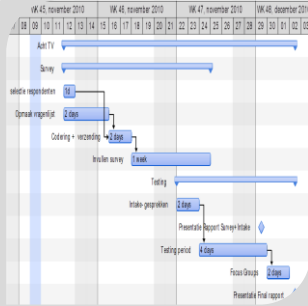 WK 45, november 2010 WK 46, november 2010 WK 47, november 2010 WK 48, december 201
08 09 10 11 12 13 14 15 16 17 18 19 20 21 22 23 24 25 26 27 28 29 30 01 02 03
Actri TV
Survey
selectie respondenten 1d
Opmaak vragenlijst 2 days
Codering + verzending 2 days
Invullen survey 1 week
Testing
Intake- gesprekken 2 days
Presentatie Rapport Survey+Intake
Testing period 4 days
Focus Groups 2 days
Presentatie Final rapport